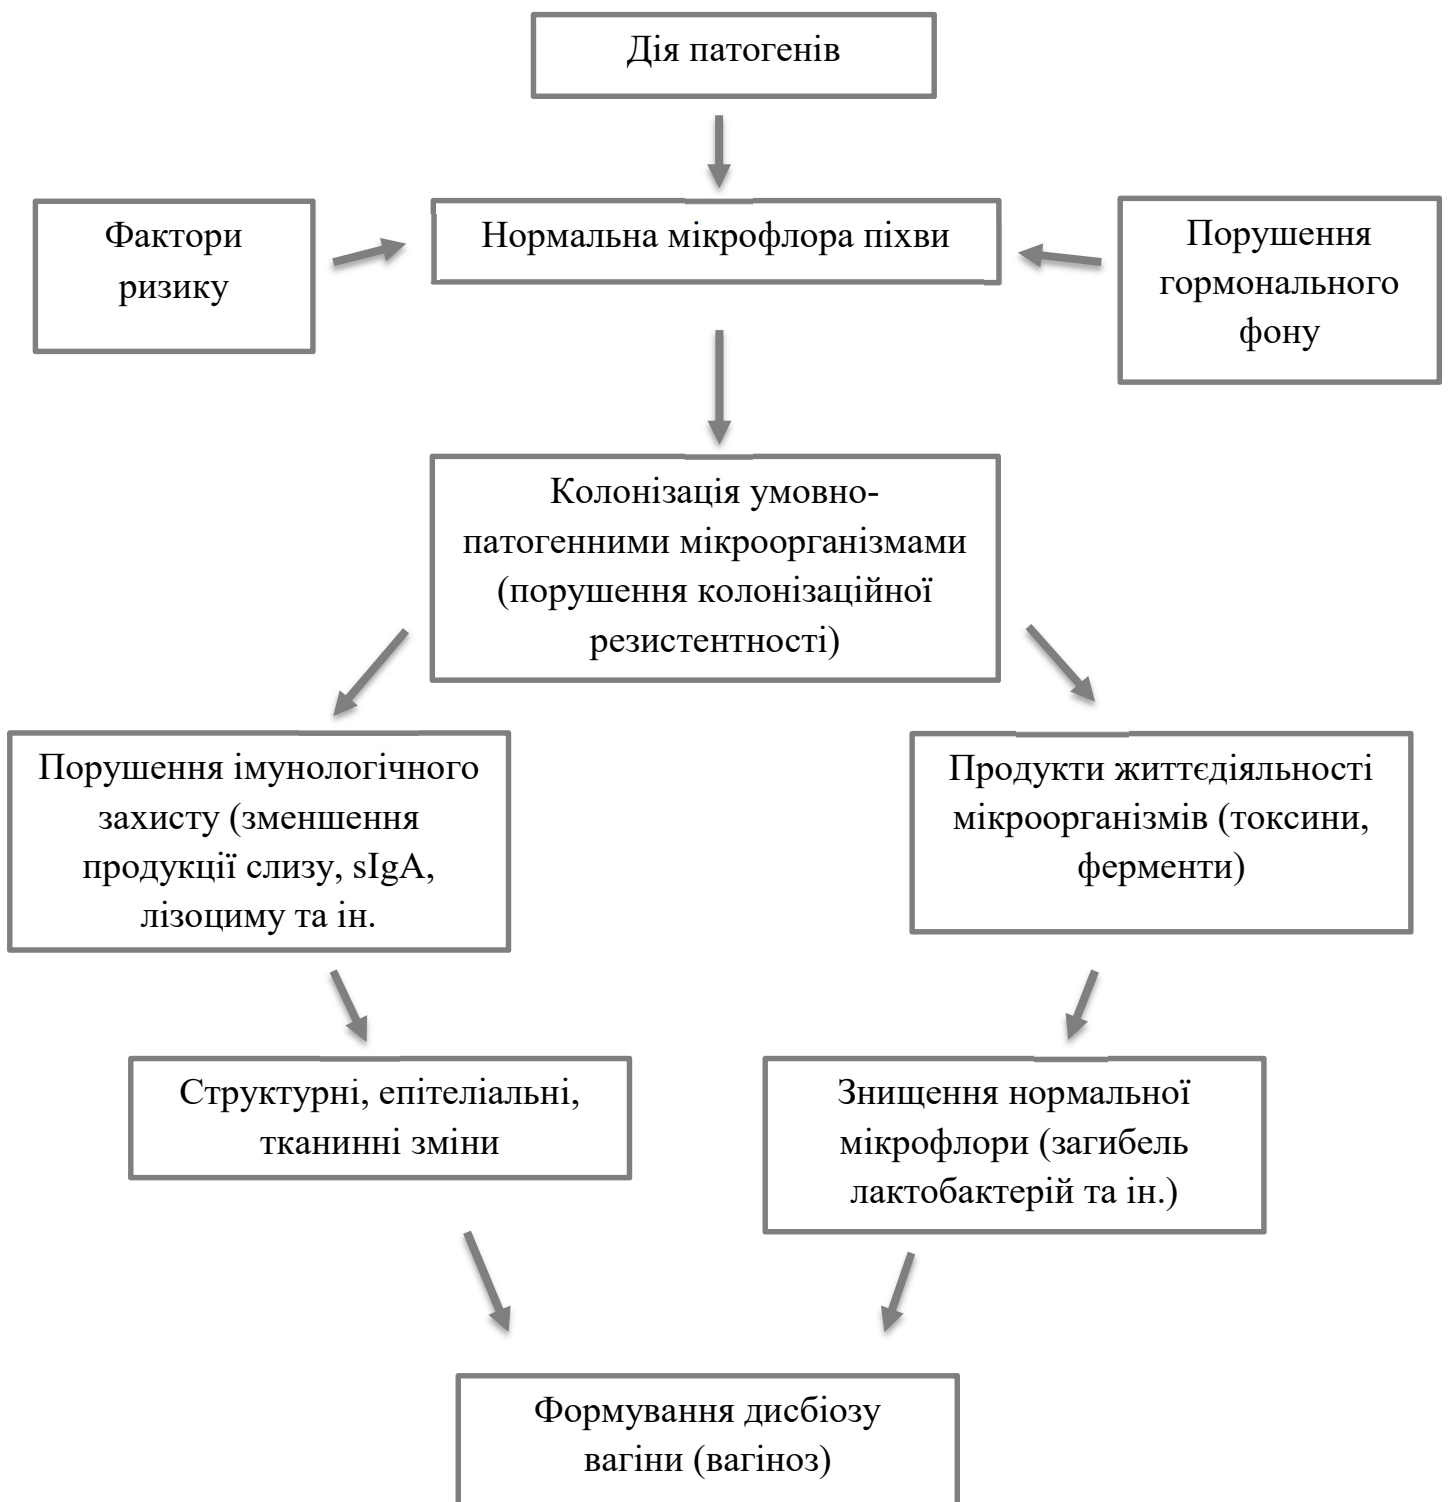 Дія патогенів
Фактори
ризику
Нормальна мікрофлора піхви
Порушення
гормонального
фону
Колонізація умовно-
патогенними мікроорганізмами
(порушення колонізаційної
резистентності)
Порушення імунологічного
захисту (зменшення
продукції слизу, sIgA,
лізоциму та ін.
Продукти життєдіяльності
мікроорганізмів (токсини,
ферменти)
Структурні, епітеліальні,
тканинні зміни
Знищення нормальної
мікрофлори (загибель
лактобактерій та ін.)
Формування дисбіозу
вагіни (вагіноз)